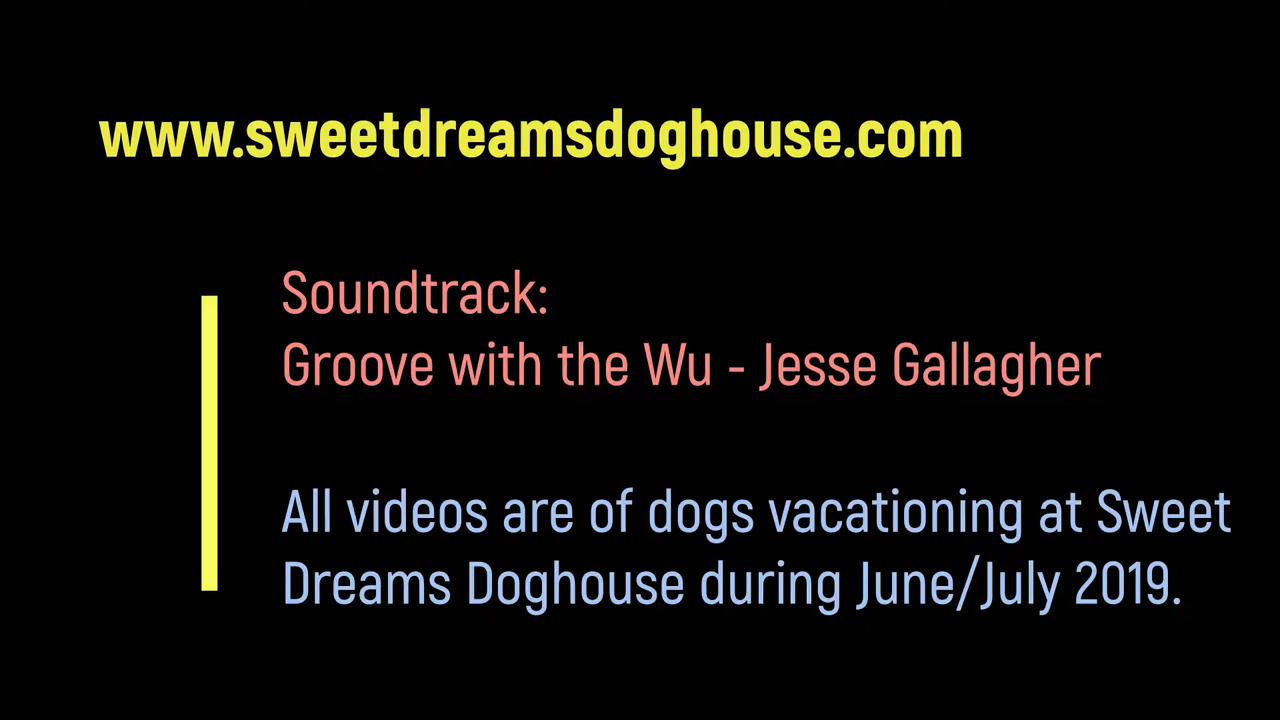 www.sweetdreamsdoghouse.com
Soundtrack:
Groove with the Wu - Jesse Gallagher
All videos are of dogs vacationing at Sweet
Dreams Doghouse during June/July 2019.